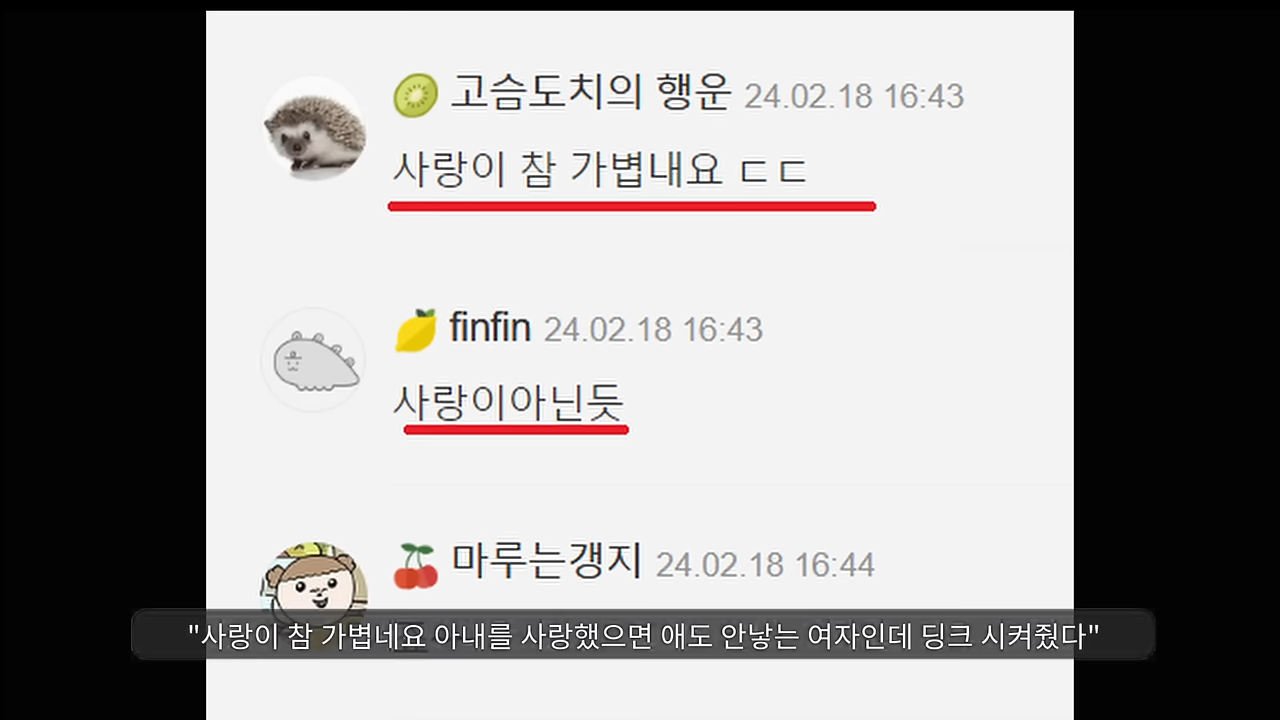 고슴도치의 행운 24.02.18 16:43
사랑이 참 가볍내요 ㄷㄷ
finfin 24.02.18 16:43
사랑이아닌듯
마루는갱지 24.02.18 16:44
"사랑이 참 가볍네요 아내를 사랑했으면 애도 안낳는 여자인데 딩크 시켜줬다"